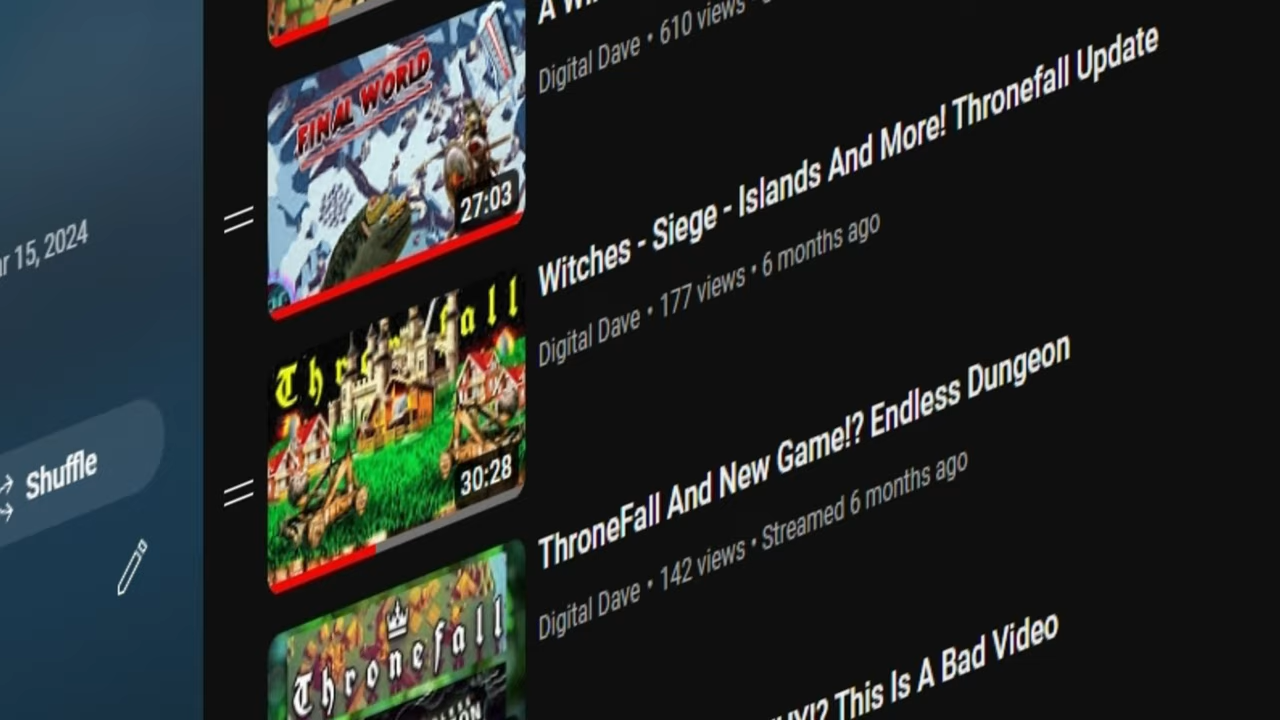 Digital Dave • 610 views
FINAL WORLD
27:03
Witches - Siege - Islands And More! Thronefall Update
Digital Dave • 177 views • 6 months ago
15, 2024
30:28
ThroneFall And New Game!? Endless Dungeon
Digital Dave • 142 views • Streamed 6 months ago
Shuffle
Thronefall
This Is A Bad Video